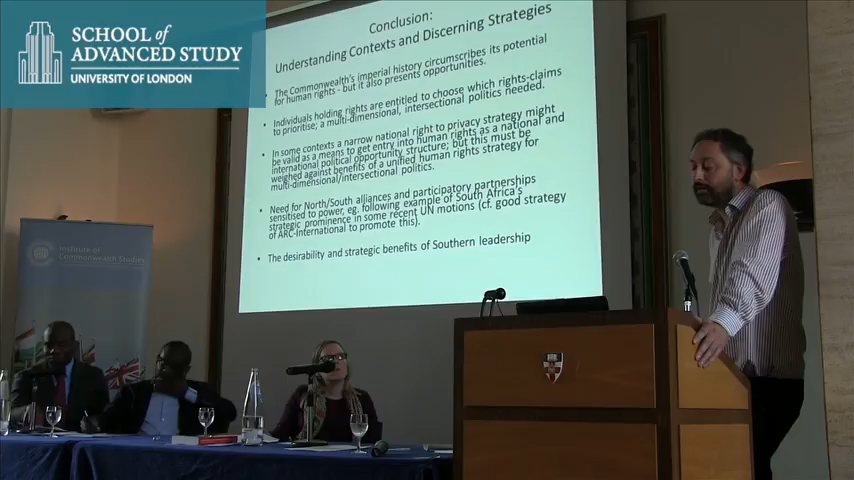 SCHOOL of
ADVANCED STUDY
UNIVERSITY OF LONDON
Conclusion:
Understanding Contexts and Discerning Strategies
• The Commonwealth's imperial history circumscribes its potential
for human rights - but it also presents opportunities.
• Individuals holding rights are entitled to choose which rights-claims
to prioritise; a multi-dimensional, intersectional politics needed.
• In some contexts a narrow national right to privacy strategy might
be valid as a means to get entry into human rights as a national and
international political opportunity structure; but this must be
weighed against benefits of a unified human rights strategy for
multi-dimensional/intersectional politics.
• Need for North/South alliances and participatory partnerships
sensitised to power, eg. following example of South Africa's
strategic prominence in some recent UN motions (cf. good strategy
of ARC-International to promote this).
• The desirability and strategic benefits of Southern leadership
Institute of
Commonwealth Studies